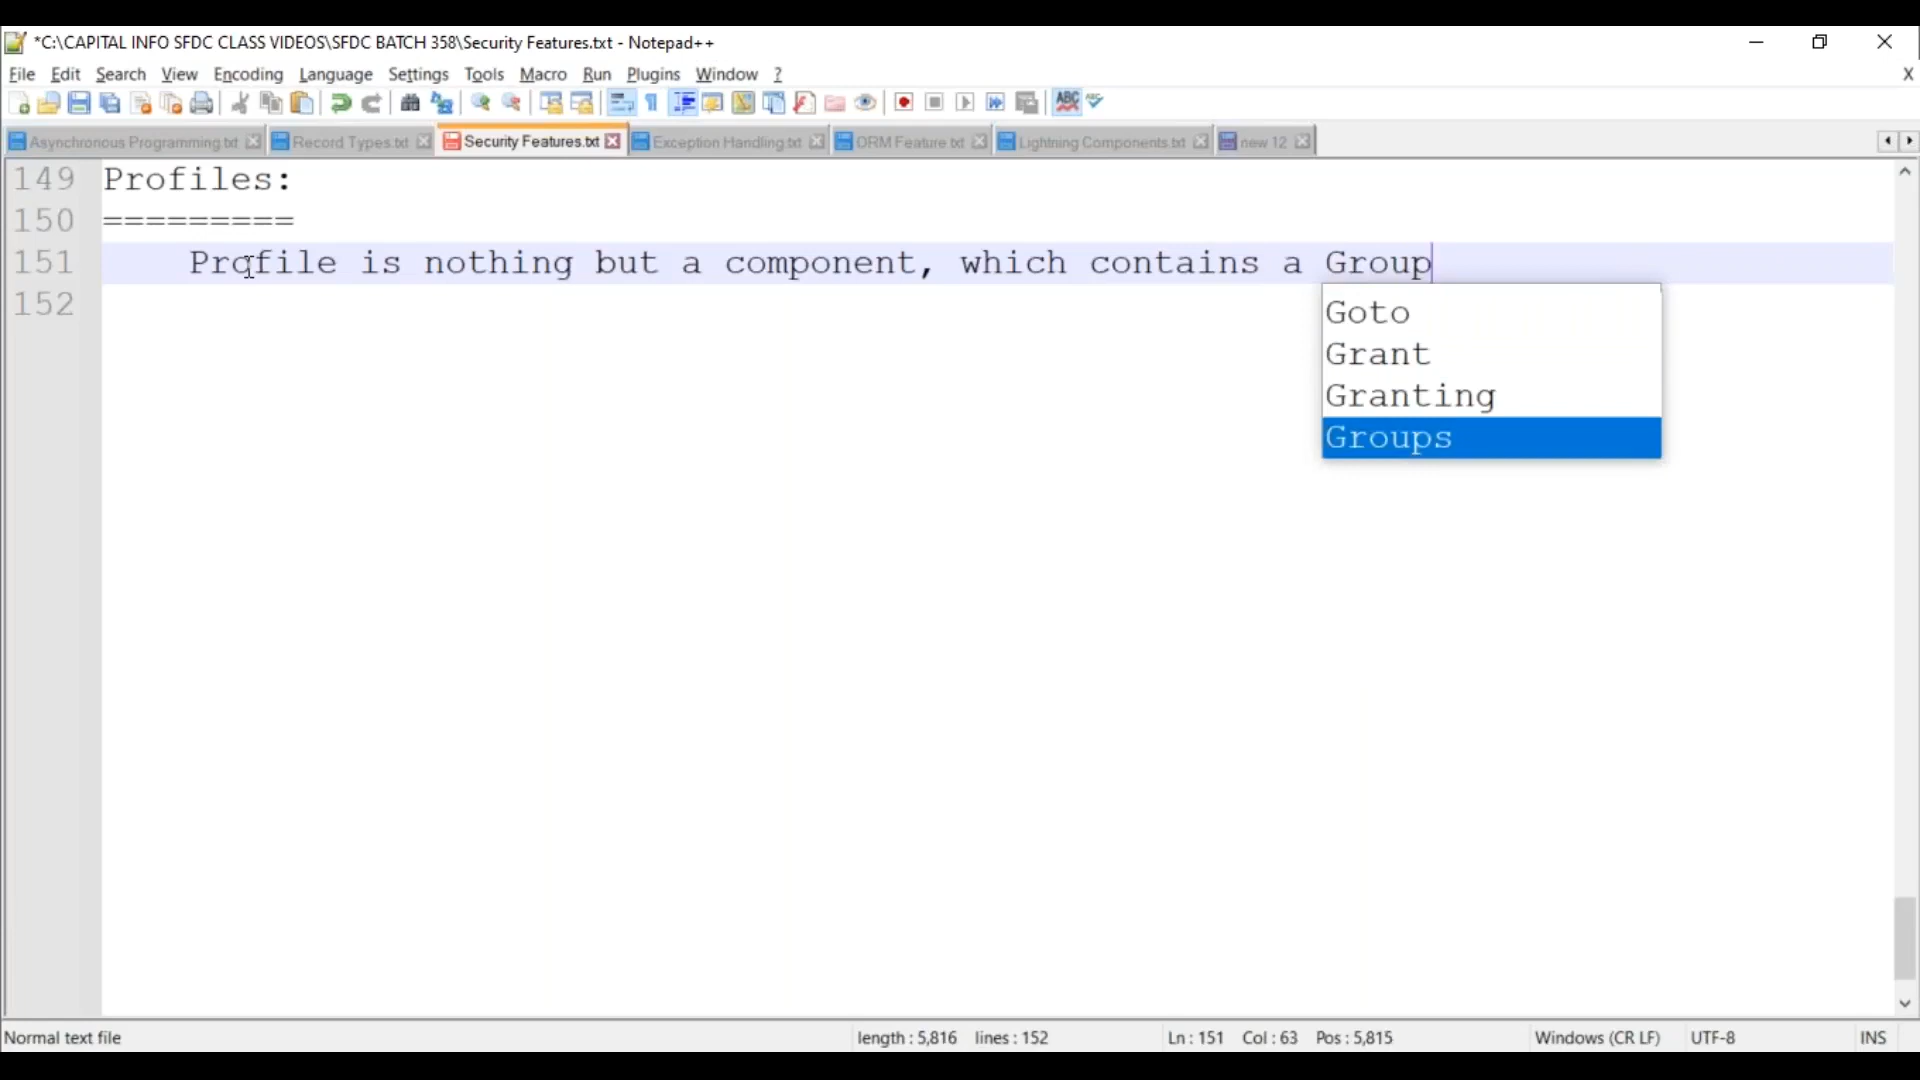 *C:\CAPITAL INFO SFDC CLASS VIDEOS\SFDC BATCH 358\Security Features.txt - Notepad++
File Edit Search View Encoding Language Settings Tools Macro Run Plugins Window ?
X
ABC
Asynchronous Programming.txt Record Types.txt Security Features.txt Exception Handling.txt ORM Feature.txt Lightning Components.txt new 12
149 Profiles:
150 =========
151 Profile is nothing but a component, which contains a Group
152
Goto
Grant
Granting
Groups
Normal text file length : 5,816 lines : 152 Ln : 151 Col : 63 Pos : 5,815 Windows (CR LF) UTF-8 INS